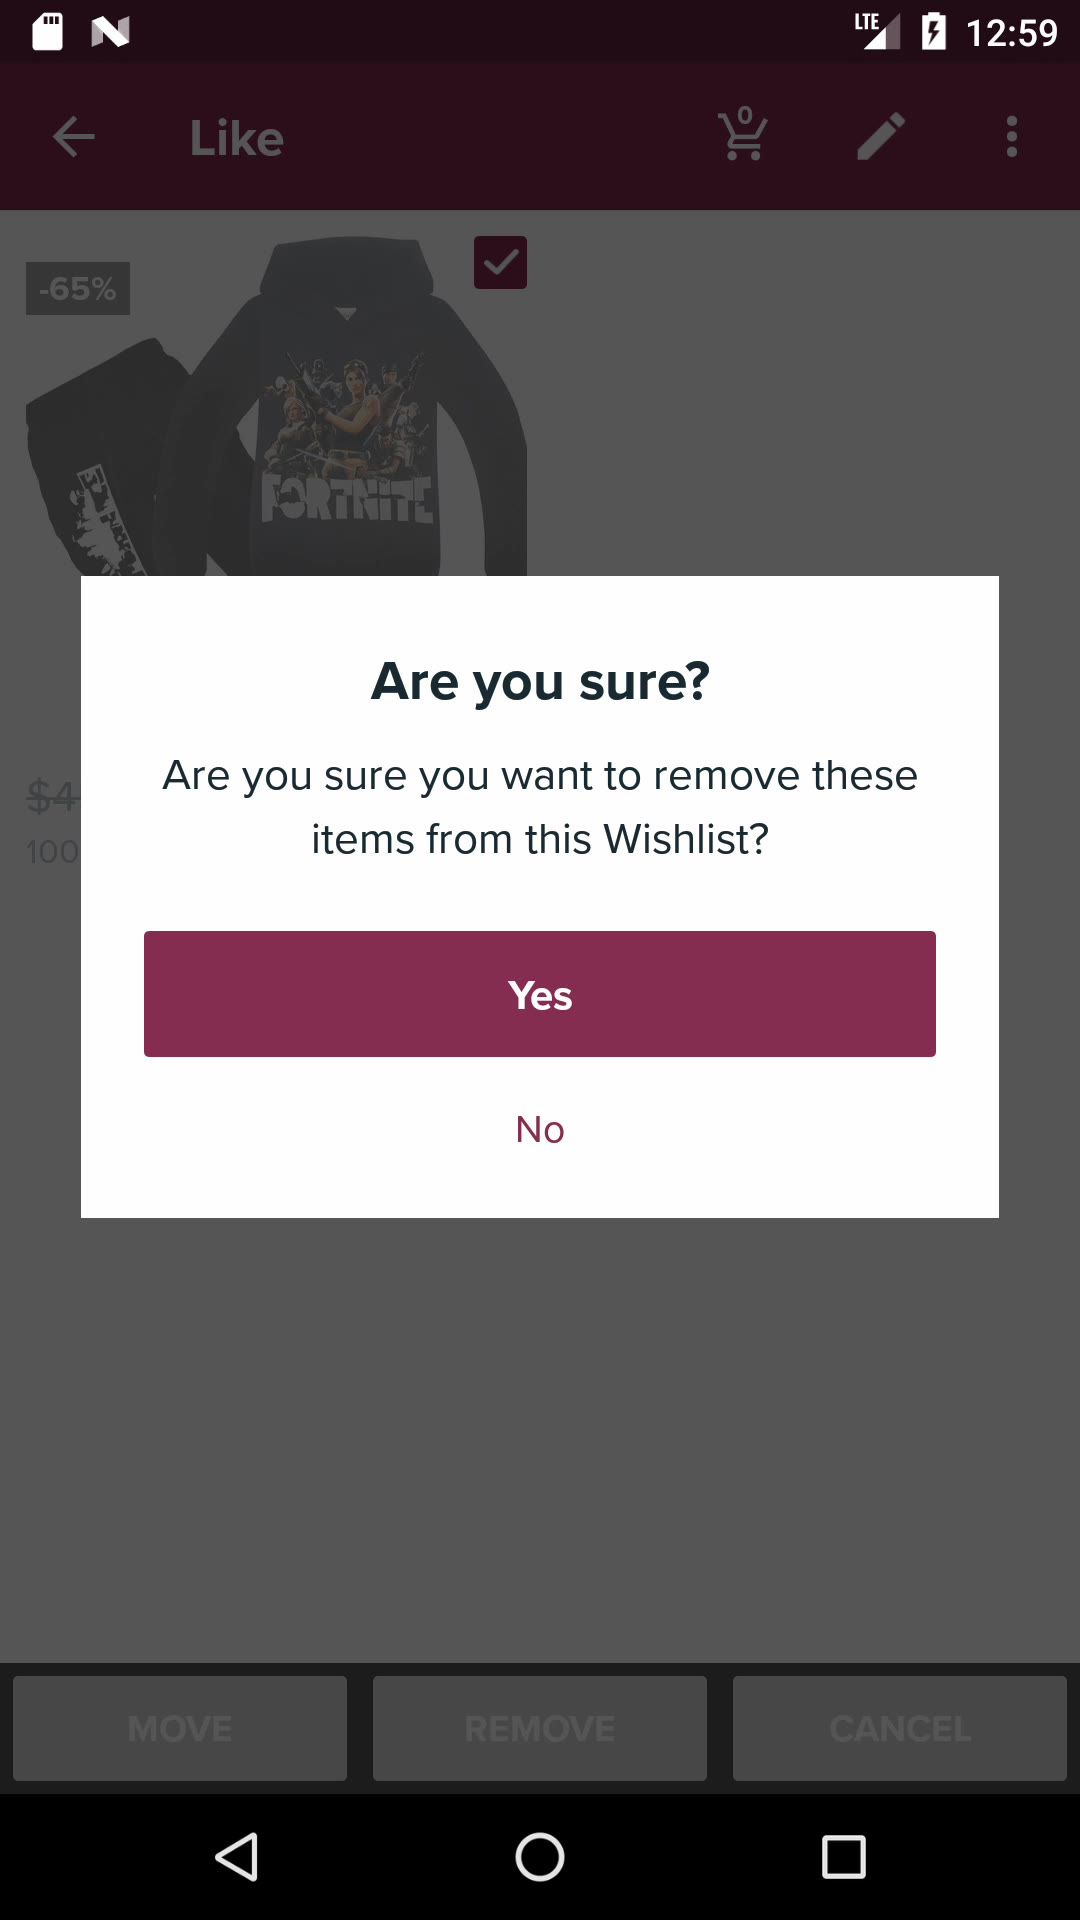 LTE 12:59
Like 0
-65%
FORTNITE
$4
100
Are you sure?
Are you sure you want to remove these
items from this Wishlist?
Yes
No
MOVE REMOVE CANCEL